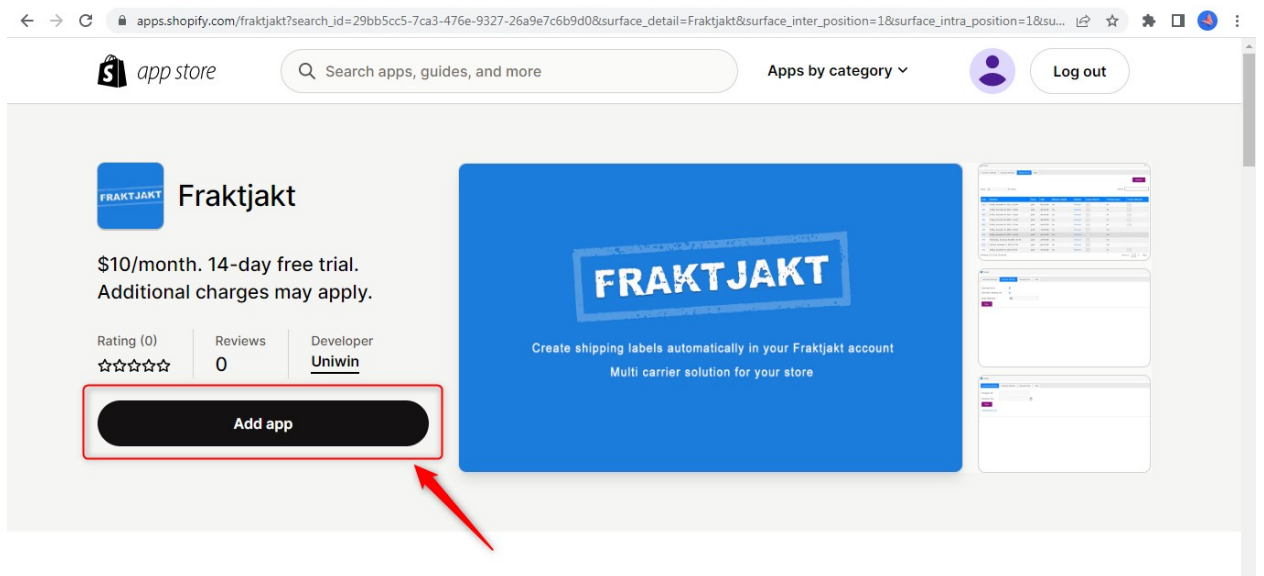 apps.shopify.com/fraktjakt?search_id=29bb5cc5-7ca3-476e-9327-26a9e7c6b9d0&surface_detail=Fraktjakt&surface_inter_position=1&surface_intra_position=1&su...
app store
Search apps, guides, and more
Apps by category
Log out
FRAKTJAKT
Fraktjakt
$10/month. 14-day free trial.
Additional charges may apply.
Rating (0)
Reviews
Developer
0
Uniwin
Add app
FRAKTJAKT
Create shipping labels automatically in your Fraktjakt account
Multi carrier solution for your store